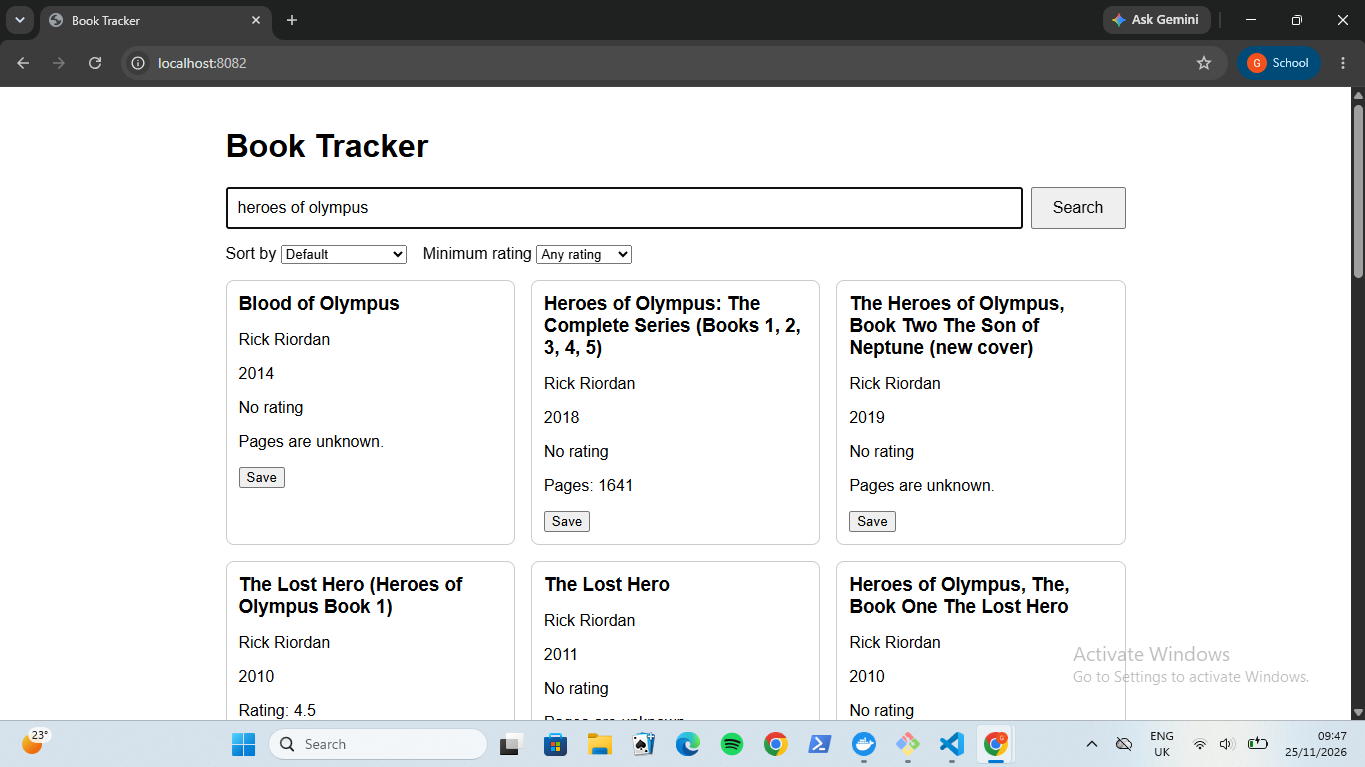 Book Tracker
Ask Gemini
localhost:8082
G School
Book Tracker
heroes of olympus
Search
Sort by Default Minimum rating Any rating
Blood of Olympus
Rick Riordan
2014
No rating
Pages are unknown.
Save
Heroes of Olympus: The
Complete Series (Books 1, 2,
3, 4, 5)
Rick Riordan
2018
No rating
Pages: 1641
Save
The Heroes of Olympus,
Book Two The Son of
Neptune (new cover)
Rick Riordan
2019
No rating
Pages are unknown.
Save
The Lost Hero (Heroes of
Olympus Book 1)
Rick Riordan
2010
Rating: 4.5
The Lost Hero
Rick Riordan
2011
No rating
Pages are unknown.
Heroes of Olympus, The,
Book One The Lost Hero
Rick Riordan
2010
No rating
Activate Windows
Go to Settings to activate Windows.
23°
Search
ENG
UK
09:47
25/11/2026